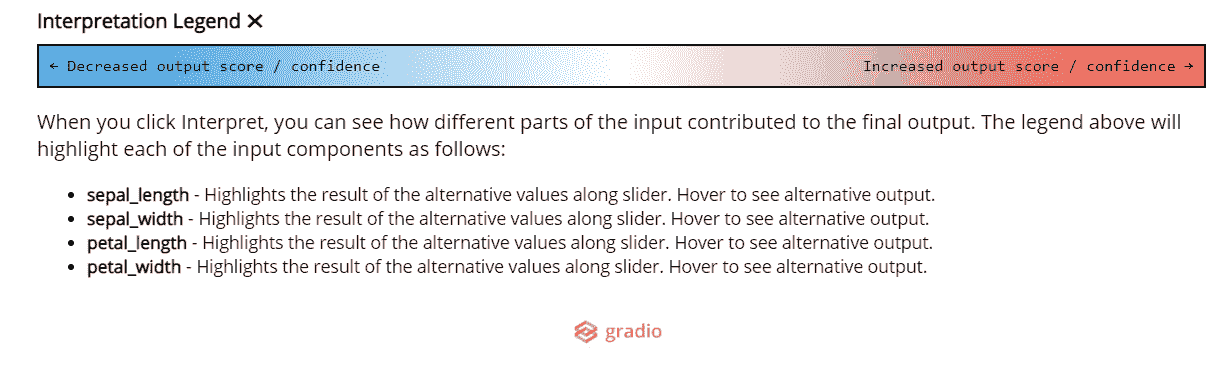 Interpretation Legend ✕
← Decreased output score / confidence Increased output score / confidence →
When you click Interpret, you can see how different parts of the input contributed to the final output. The legend above will
highlight each of the input components as follows:
• sepal_length - Highlights the result of the alternative values along slider. Hover to see alternative output.
• sepal_width - Highlights the result of the alternative values along slider. Hover to see alternative output.
• petal_length - Highlights the result of the alternative values along slider. Hover to see alternative output.
• petal_width - Highlights the result of the alternative values along slider. Hover to see alternative output.
gradio